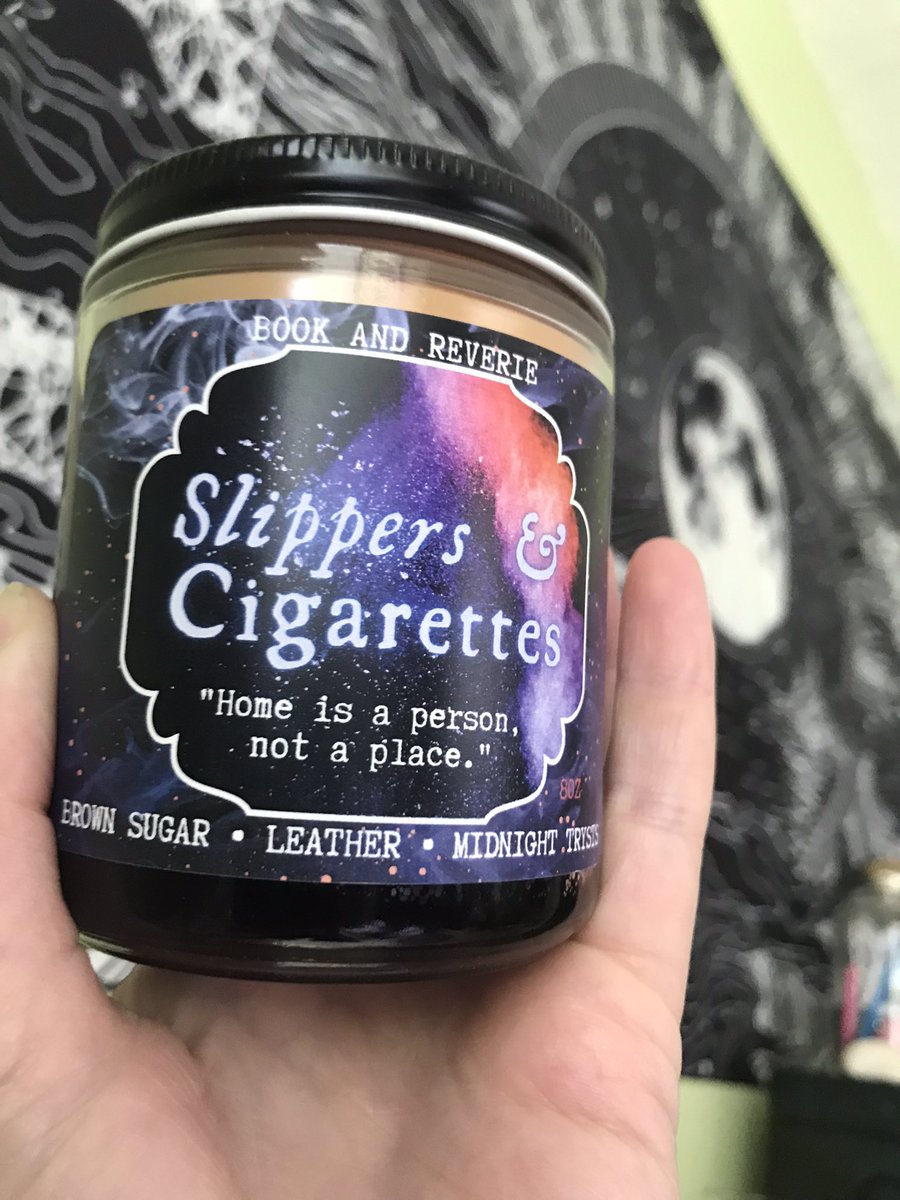 BOOK AND REVERIE
Slippers &
Cigarettes
"Home is a person,
not a place."
8OZ
BROWN SUGAR • LEATHER • MIDNIGHT TRYSTS